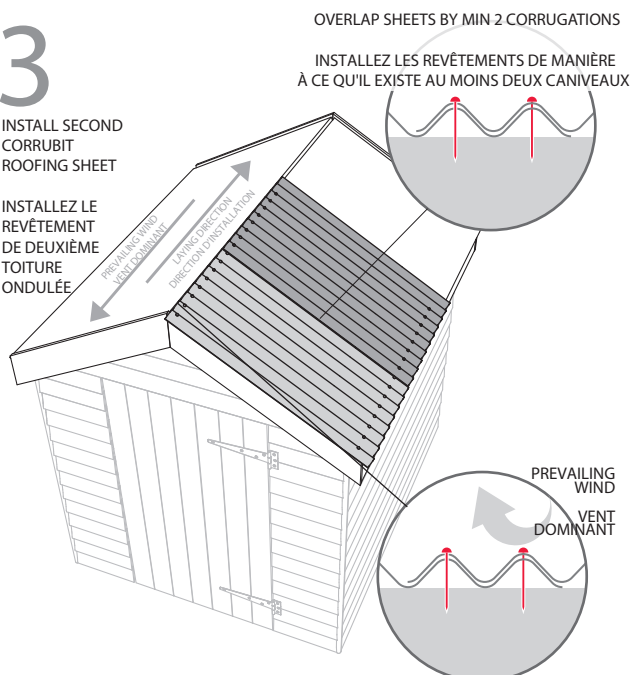 3
INSTALL SECOND
CORRUBIT
ROOFING SHEET
INSTALLEZ LE
REVÊTEMENT
DE DEUXIÈME
TOITURE
ONDULÉE
OVERLAP SHEETS BY MIN 2 CORRUGATIONS
INSTALLEZ LES REVÊTEMENTS DE MANIÈRE
À CE QU'IL EXISTE AU MOINS DEUX CANIVEAUX
PREVAILING WIND
VENT DOMINANT
LAYING DIRECTION
DIRECTION D'INSTALLATION
PREVAILING
WIND
VENT
DOMINANT